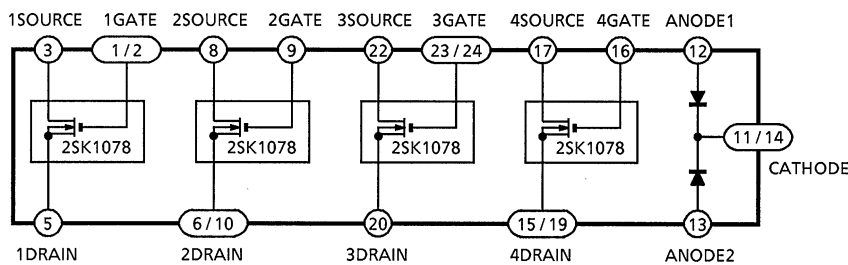 1SOURCE 1GATE 2SOURCE 2GATE 3SOURCE 3GATE 4SOURCE 4GATE ANODE1
3 1/2 8 9 22 23/24 17 16 12
2SK1078 2SK1078 2SK1078 2SK1078
11/14
CATHODE
5 6/10 20 15/19 13
1DRAIN 2DRAIN 3DRAIN 4DRAIN ANODE2